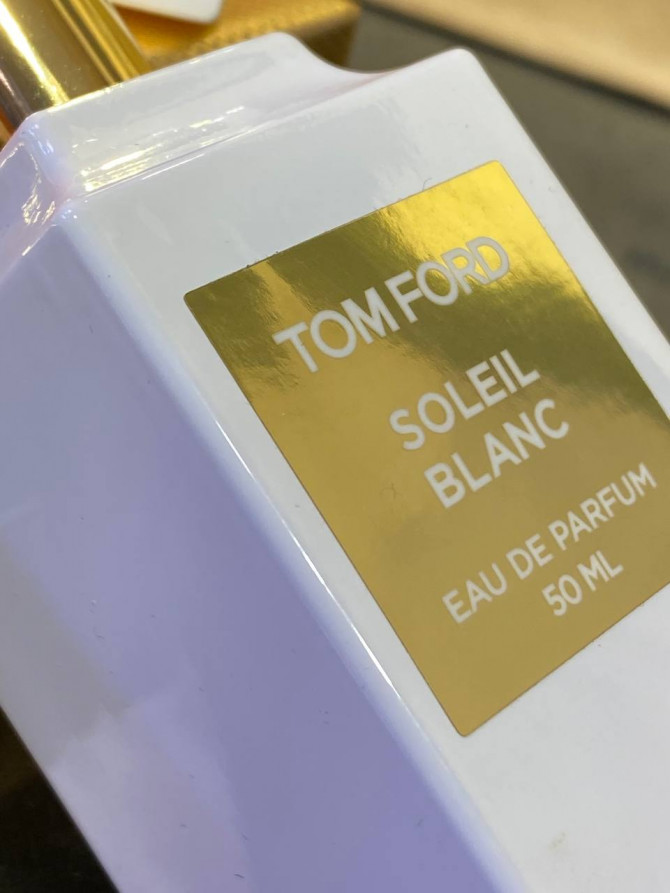 TOM FORD
SOLEIL
BLANC
EAU DE PARFUM
50 ML